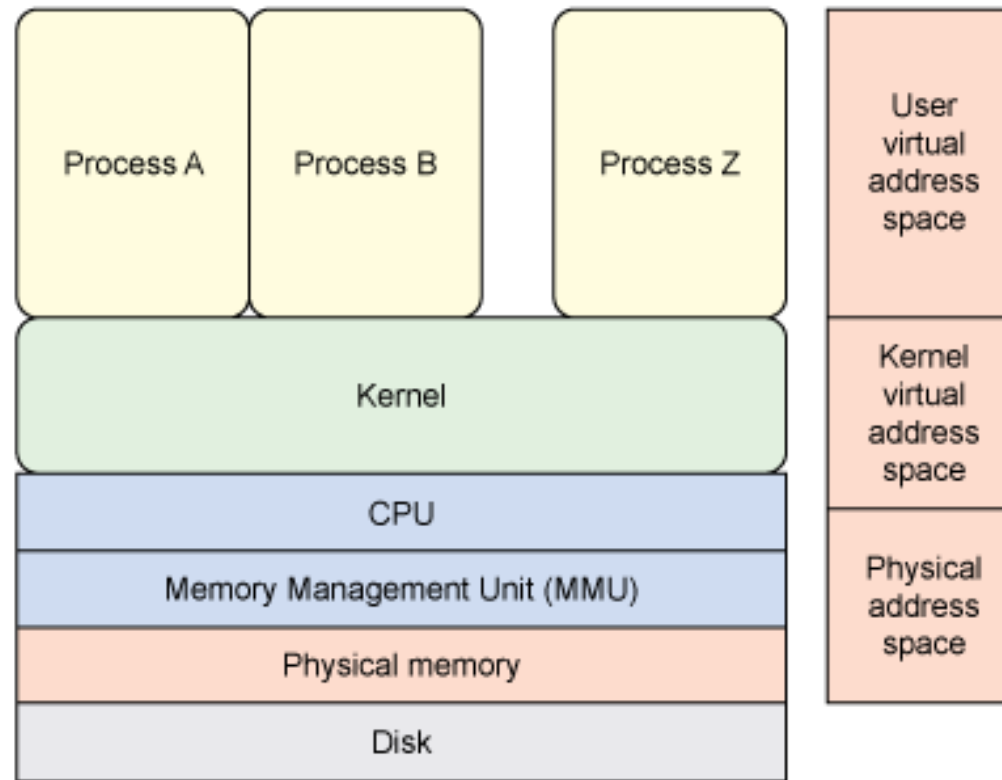 Process A
Process B
Process Z
User
virtual
address
space
Kernel
Kernel
virtual
address
space
CPU
Memory Management Unit (MMU)
Physical memory
Disk
Physical
address
space